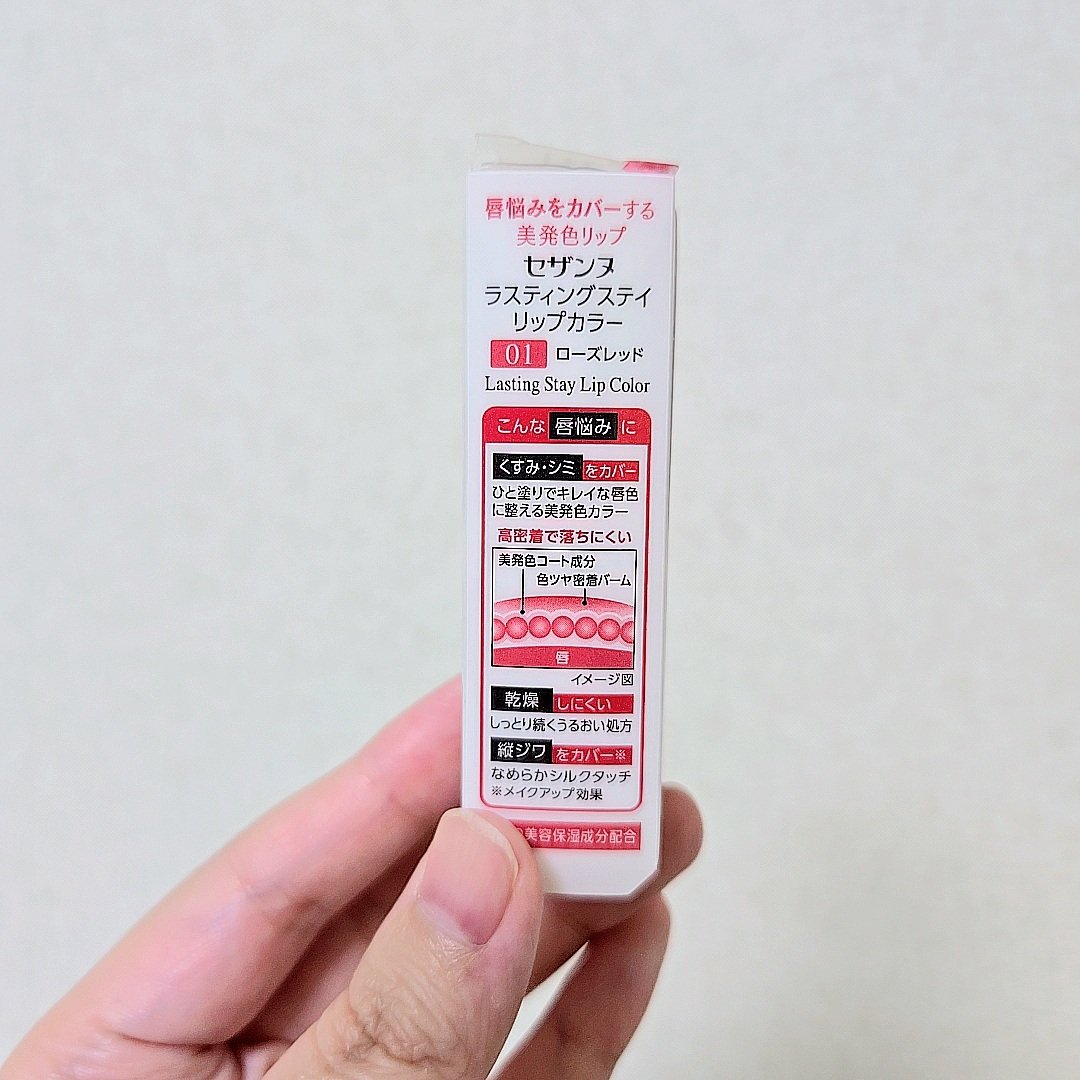 唇悩みをカバーする
美発色リップ
セザンヌ
ラスティングステイ
リップカラー
01 ローズレッド
Lasting Stay Lip Color
こんな 唇悩み に
くすみ・シミ をカバー
ひと塗りでキレイな唇色
に整える美発色カラー
高密着で落ちにくい
美発色コート成分
色ツヤ密着バーム
唇
イメージ図
乾燥 しにくい
しっとり続くうるおい処方
縦ジワ をカバー※
なめらかシルクタッチ
※メイクアップ効果
美容保湿成分配合